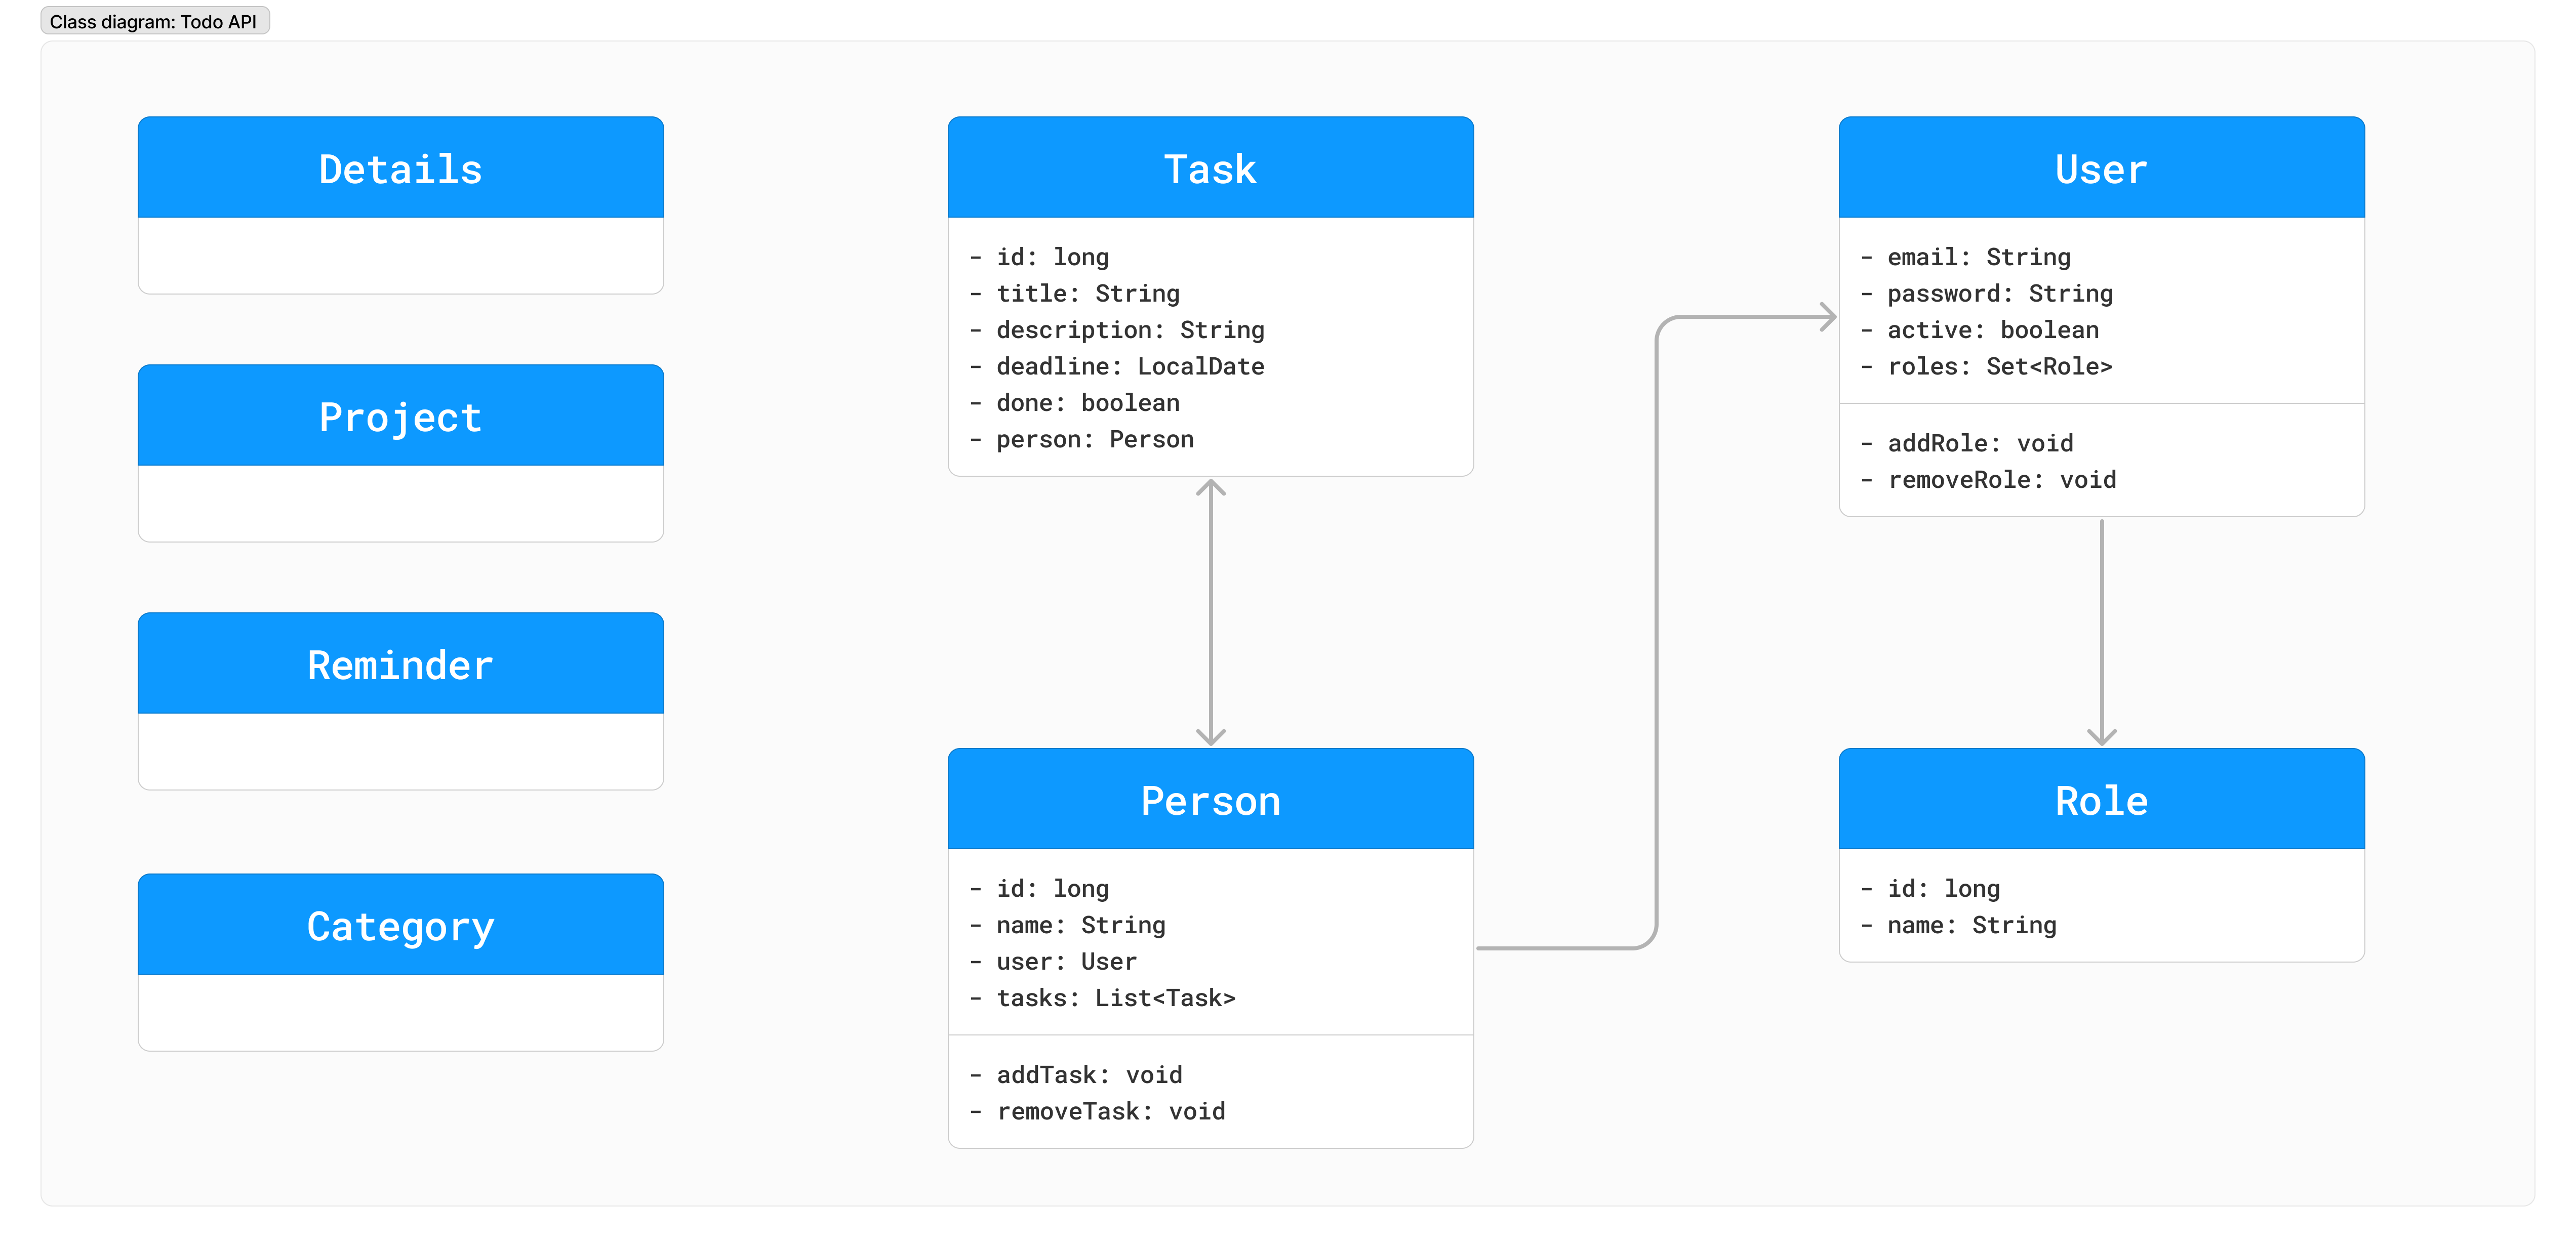 Class diagram: Todo API
Details
Project
Reminder
Category
Task
- id: long
- title: String
- description: String
- deadline: LocalDate
- done: boolean
- person: Person
Person
- id: long
- name: String
- user: User
- tasks: List<Task>
- addTask: void
- removeTask: void
User
- email: String
- password: String
- active: boolean
- roles: Set<Role>
- addRole: void
- removeRole: void
Role
- id: long
- name: String